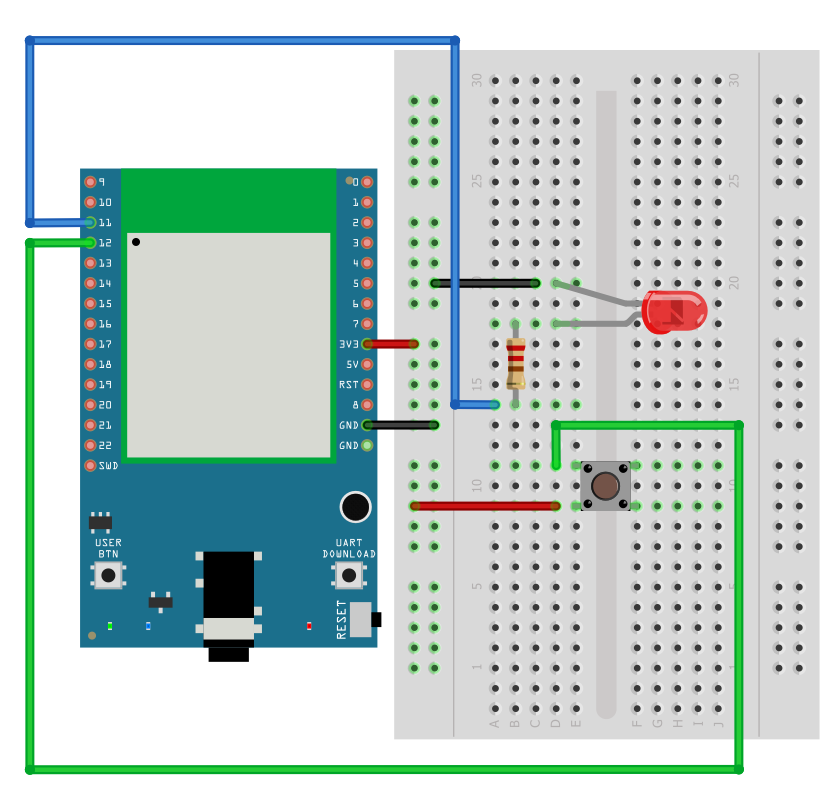 30 30
9 0
10 1
25 25
11 2
12 3
13 4
14 5
20 20
15 6
16 7
17 3V3
18 5V
19 RST
15 15
20 8
21 GND
22 GND
SWD
10 10
USER
BTN
UART
DOWNLOAD
5 5
RESET
1 1
A B C D E F G H I J